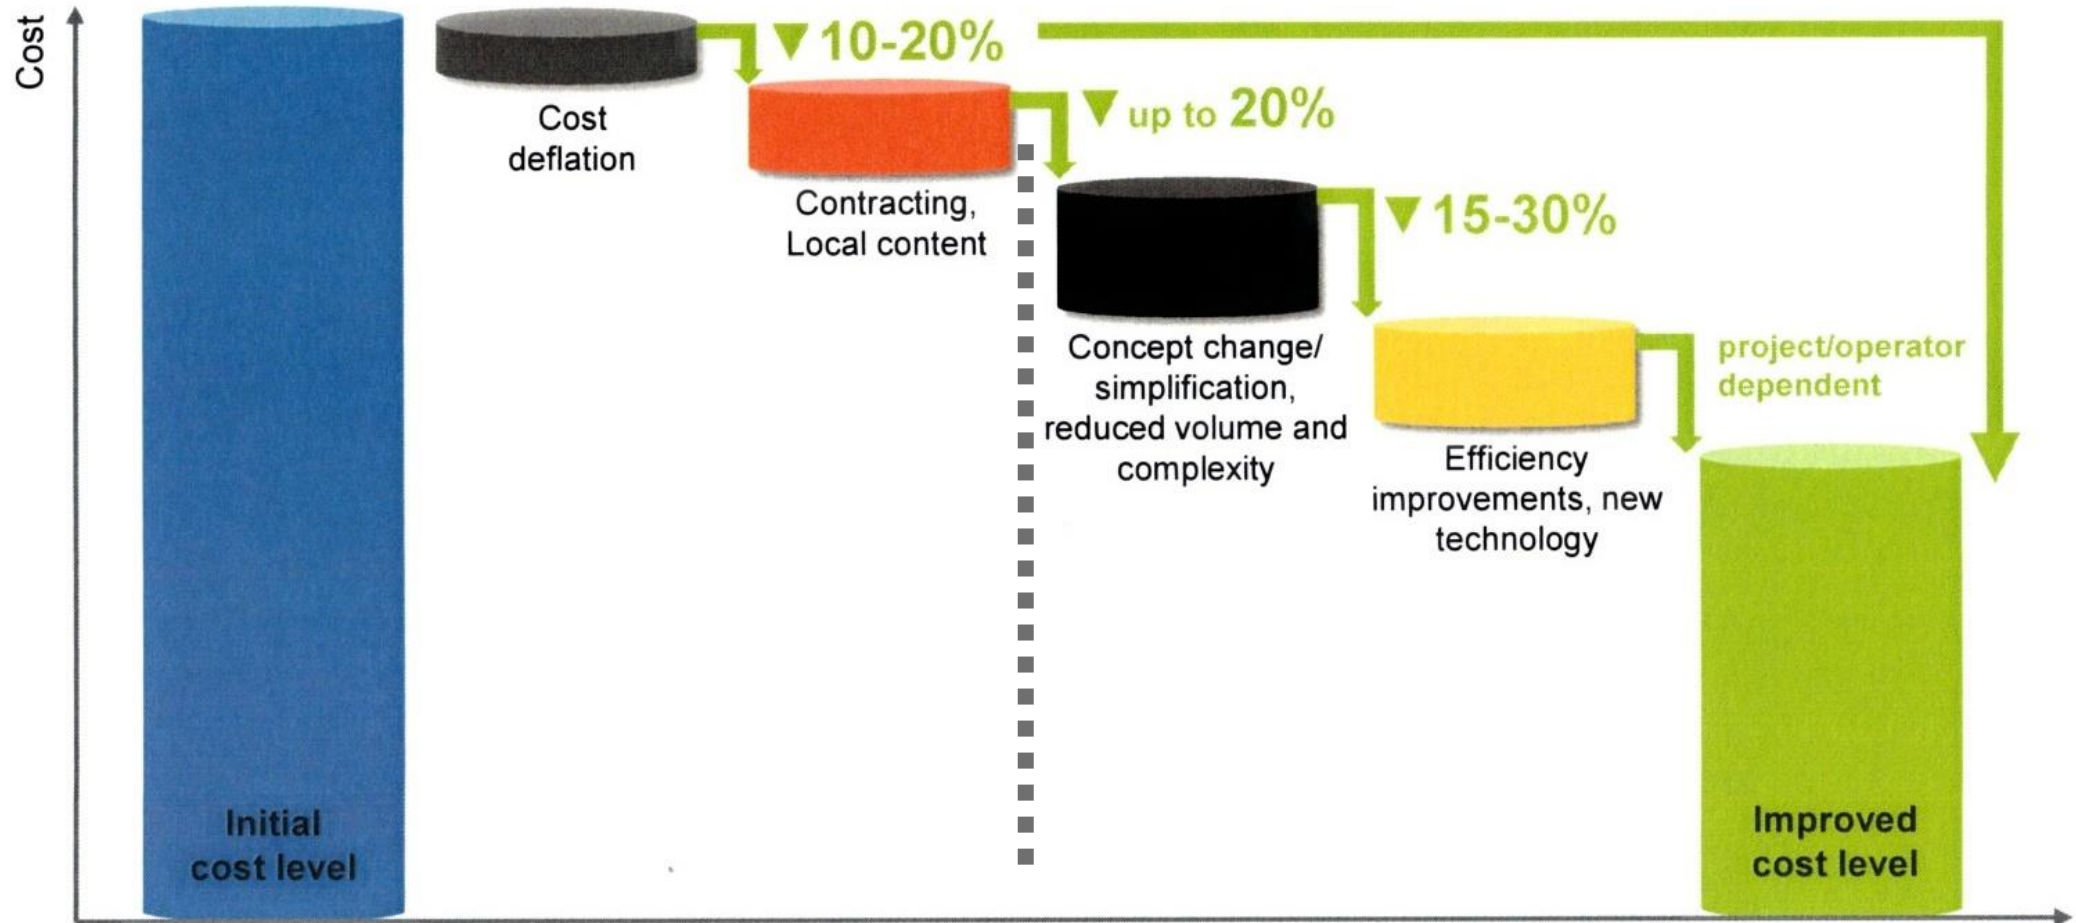 Cost
▼ 10-20%
Cost
deflation
▼ up to 20%
Contracting,
Local content
▼ 15-30%
Concept change/
simplification,
reduced volume and
complexity
project/operator
dependent
Efficiency
improvements, new
technology
Initial
cost level
Improved
cost level